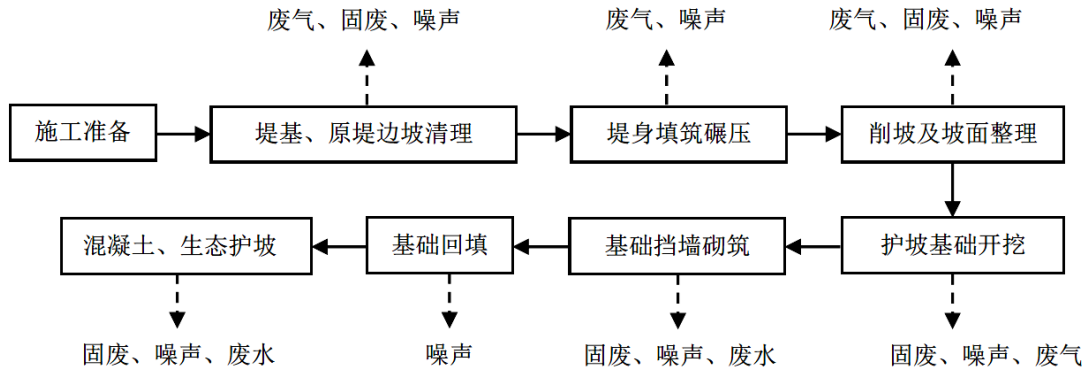 废气、固废、噪声
废气、噪声
废气、固废、噪声
施工准备
堤基、原堤边坡清理
堤身填筑碾压
削坡及坡面整理
混凝土、生态护坡
基础回填
基础挡墙砌筑
护坡基础开挖
固废、噪声、废水
噪声
固废、噪声、废水
固废、噪声、废气